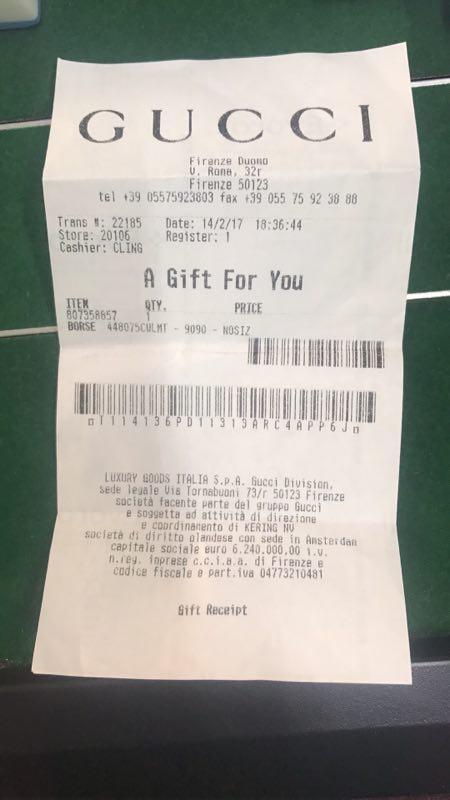 GUCCI
Firenze Duomo
V. Roma, 32r
Firenze 50123
tel +39 05575923803 fax +39 055 75 92 38 88
Trans #: 22185 Date: 14/2/17 18:36:44
Store: 20106 Register: 1
Cashier: CLING
A Gift For You
ITEM QTY. PRICE
807358857 1
BORSE 448075CULMT - 9090 - NOSIZ
T114136PD11313ARC4APP6J
LUXURY GOODS ITALIA S.p.A. Gucci Division,
sede legale Via Tornabuoni 73/r 50123 Firenze
società facente parte del gruppo Gucci
e soggetta ad attività di direzione
e coordinamento di KERING NV
società di diritto olandese con sede in Amsterdam
capitale sociale euro 6.240.000,00 i.v.
n.reg. imprese c.c.i.a.a. di Firenze e
codice fiscale e part.iva 04773210481
Gift Receipt